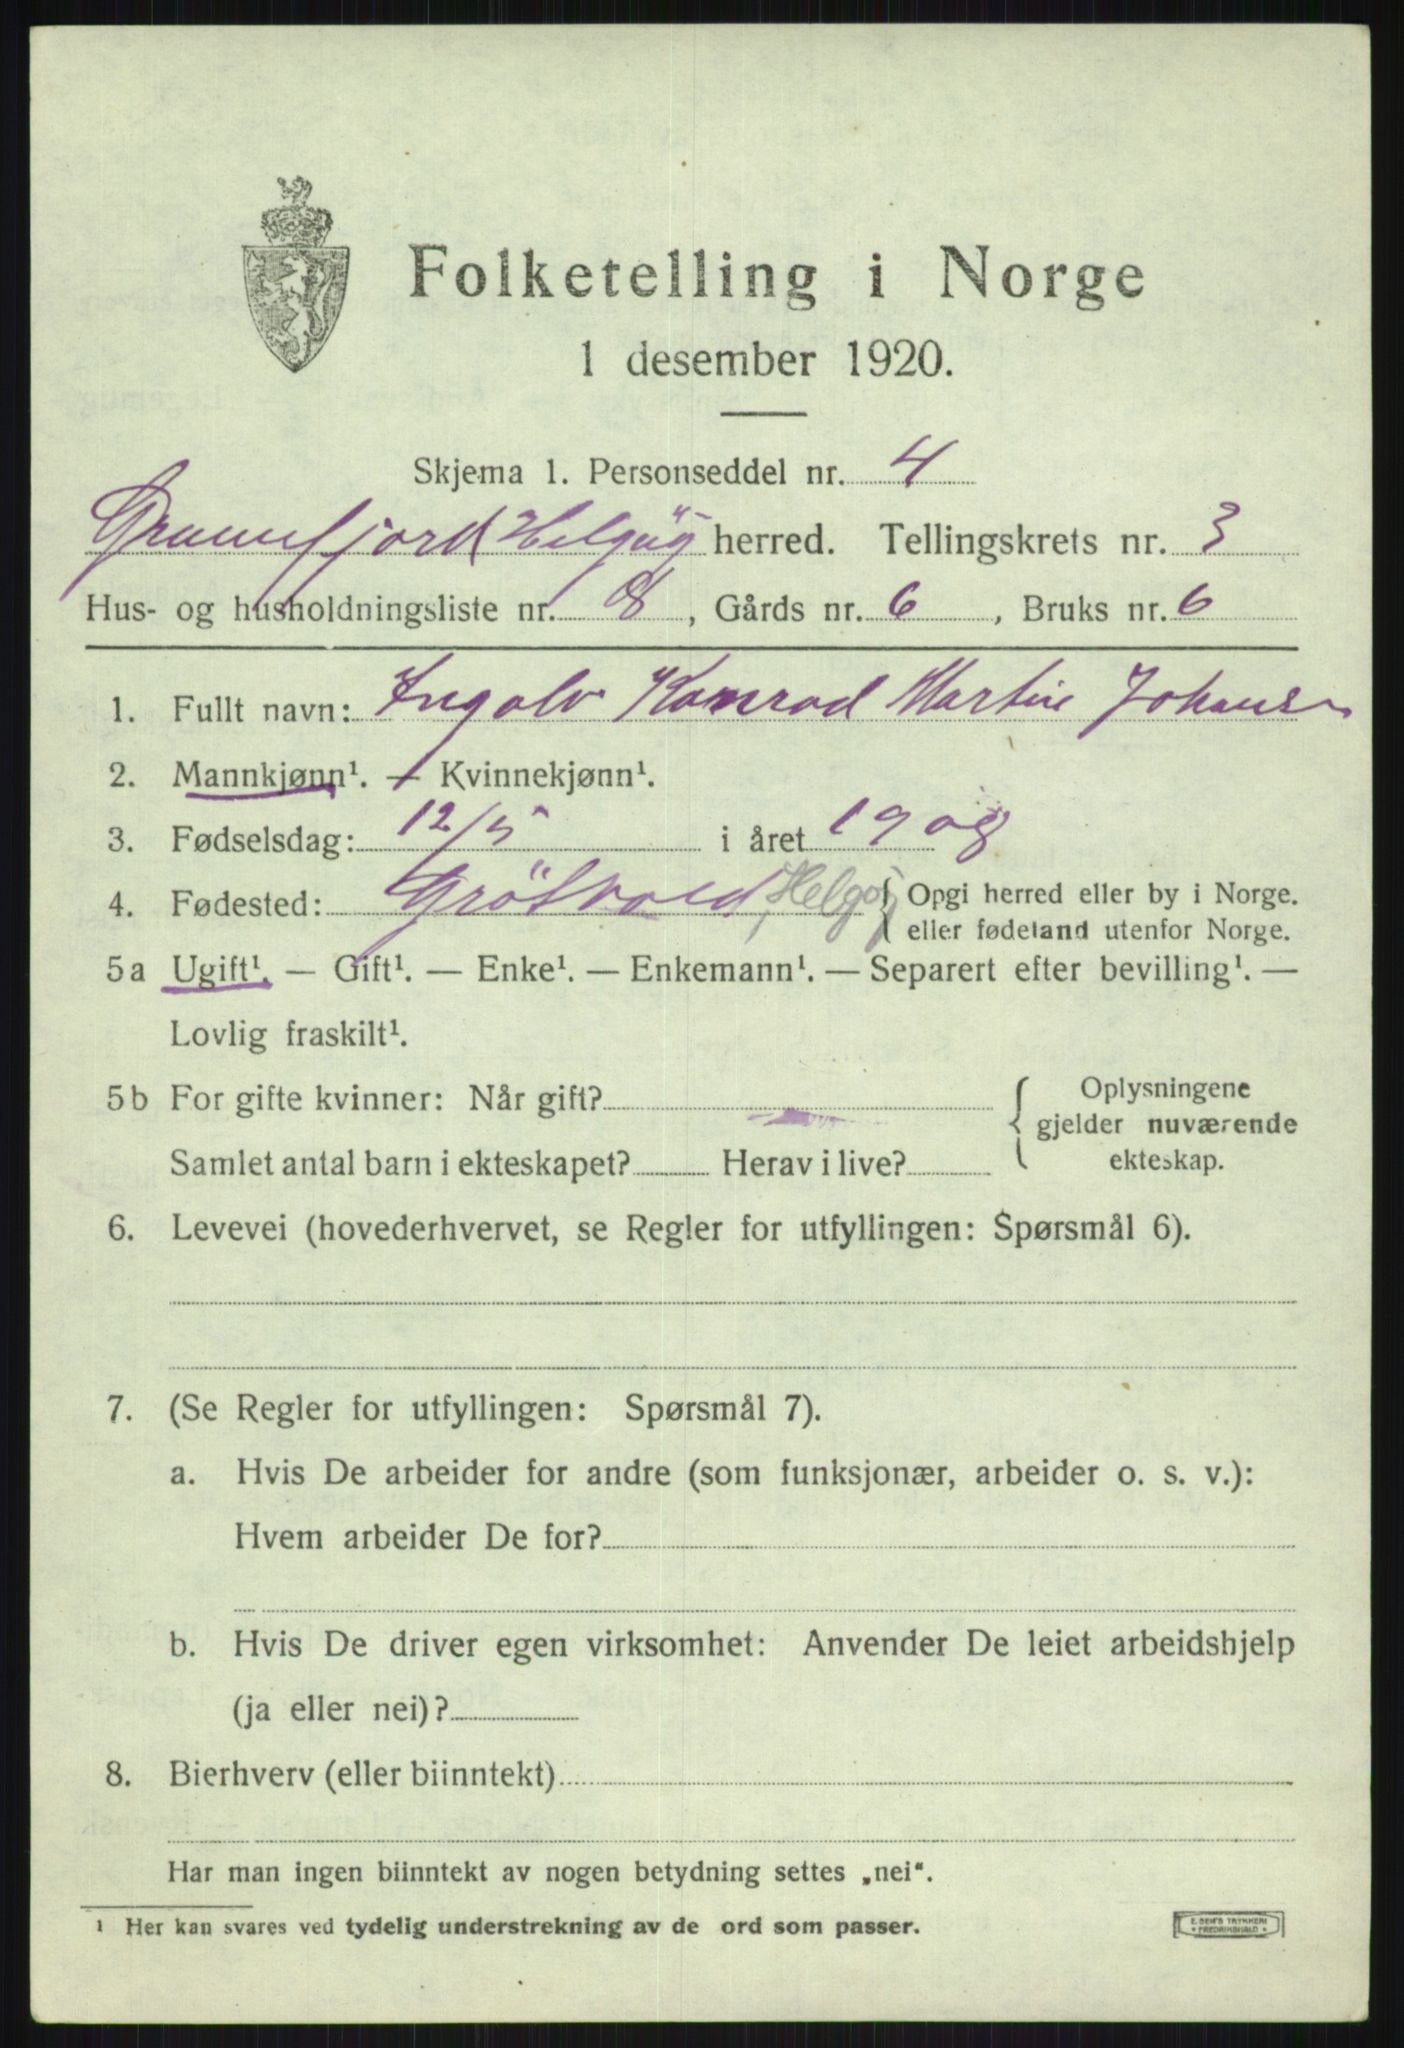 Folketelling i Norge
1 desember 1920.
Skjema 1. Personseddel nr. 4
Helgöy herred. Tellingskrets nr. 3
Hus- og husholdningsliste nr. 8, Gårds nr. 6, Bruks nr. 6
1. Fullt navn: Ingolv Konrad Martin Johansen
2. Mannkjønn¹. — Kvinnekjønn¹.
3. Fødselsdag: 12/5 i året 1908
4. Fødested: Grötvold, Helgöy { Opgi herred eller by i Norge.
eller fødeland utenfor Norge.
5a Ugift¹. — Gift¹. — Enke¹. — Enkemann¹. — Separert efter bevilling¹. —
Lovlig fraskilt¹.
5b For gifte kvinner: Når gift?
Samlet antal barn i ekteskapet? Herav i live?
{ Oplysningene
gjelder nuværende
ekteskap.
6. Levevei (hovederhvervet, se Regler for utfyllingen: Spørsmål 6).
7. (Se Regler for utfyllingen: Spørsmål 7).
a. Hvis De arbeider for andre (som funksjonær, arbeider o. s. v.):
Hvem arbeider De for?
b. Hvis De driver egen virksomhet: Anvender De leiet arbeidshjelp
(ja eller nei)?
8. Bierhverv (eller biinntekt)
Har man ingen biinntekt av nogen betydning settes „nei“.
¹ Her kan svares ved tydelig understrekning av de ord som passer.
E. SEM'S TRYKKERI
FREDRIKSHALD